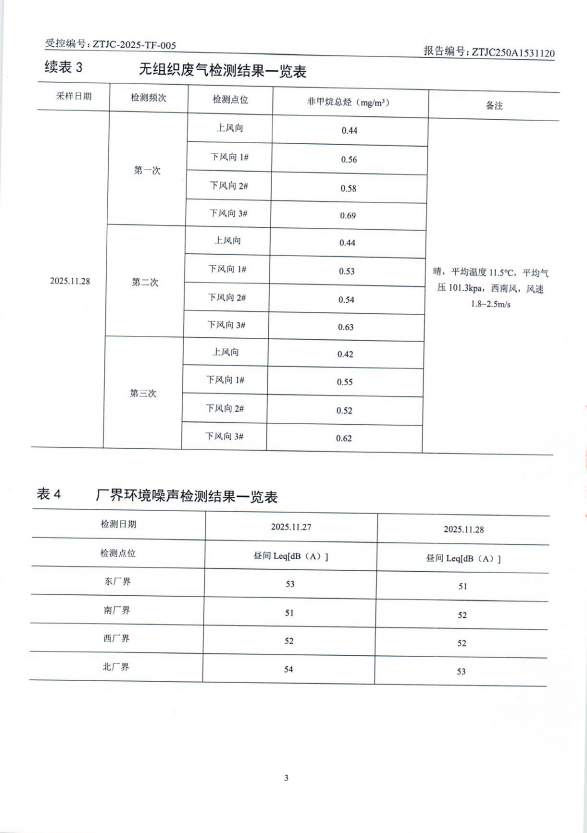 受控编号：ZTJC-2025-TF-005
报告编号：ZTJC250A1531120
续表 3 无组织废气检测结果一览表
采样日期 检测频次 检测点位 非甲烷总烃（mg/m³） 备注
2025.11.28
第一次
上风向 0.44
下风向 1# 0.56
下风向 2# 0.58
下风向 3# 0.69
第二次
上风向 0.44
下风向 1# 0.53
下风向 2# 0.54
下风向 3# 0.63
第三次
上风向 0.42
下风向 1# 0.55
下风向 2# 0.52
下风向 3# 0.62
晴，平均温度 11.5℃，平均气
压 101.3kpa，西南风，风速
1.8–2.5m/s
表 4 厂界环境噪声检测结果一览表
检测日期 2025.11.27 2025.11.28
检测点位 昼间 Leq[dB（A）] 昼间 Leq[dB（A）]
东厂界 53 51
南厂界 51 52
西厂界 52 52
北厂界 54 53
3